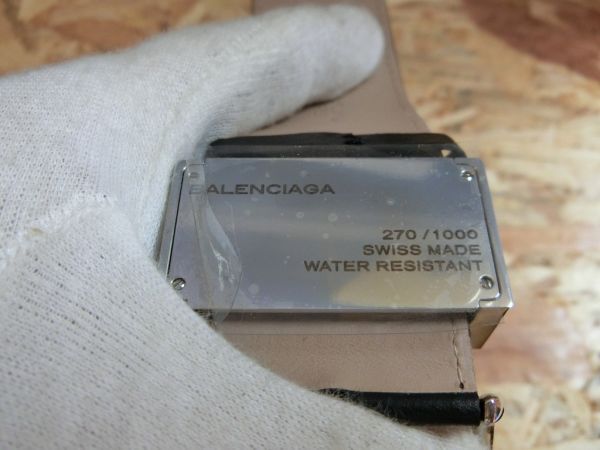 BALENCIAGA
270 / 1000
SWISS MADE
WATER RESISTANT